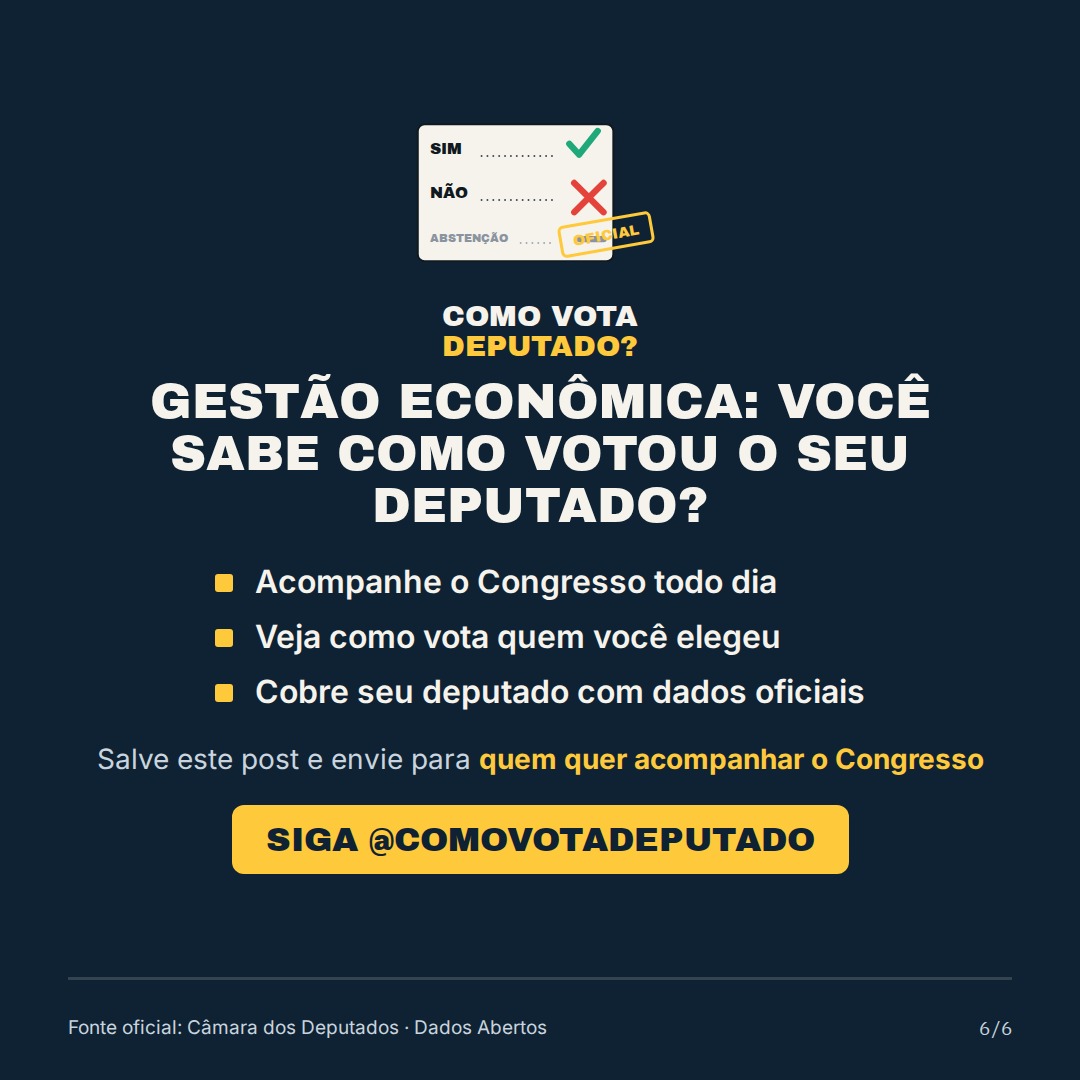 SIM .............
NÃO .............
ABSTENÇÃO ......
OFICIAL
COMO VOTA
DEPUTADO?
GESTÃO ECONÔMICA: VOCÊ
SABE COMO VOTOU O SEU
DEPUTADO?
Acompanhe o Congresso todo dia
Veja como vota quem você elegeu
Cobre seu deputado com dados oficiais
Salve este post e envie para quem quer acompanhar o Congresso
SIGA @COMOVOTADEPUTADO
Fonte oficial: Câmara dos Deputados · Dados Abertos
6/6